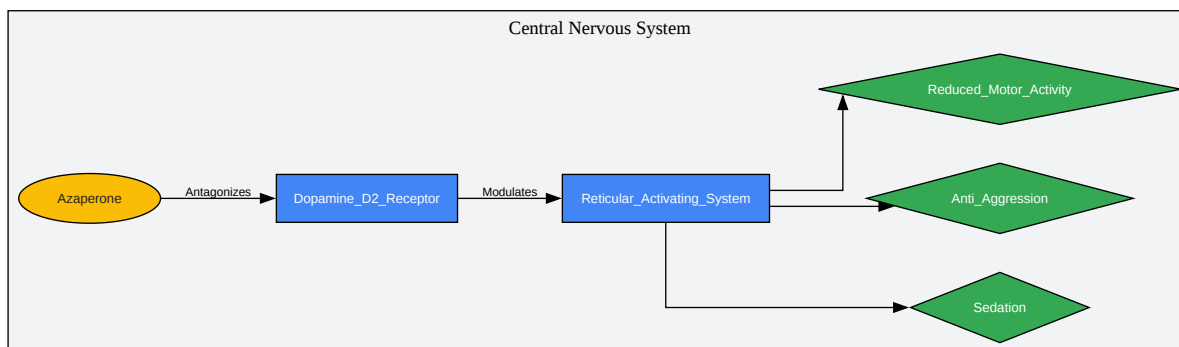 Central Nervous System
Reduced_Motor_Activity
Azaperone
Antagonizes
Dopamine_D2_Receptor
Modulates
Reticular_Activating_System
Anti_Aggression
Sedation